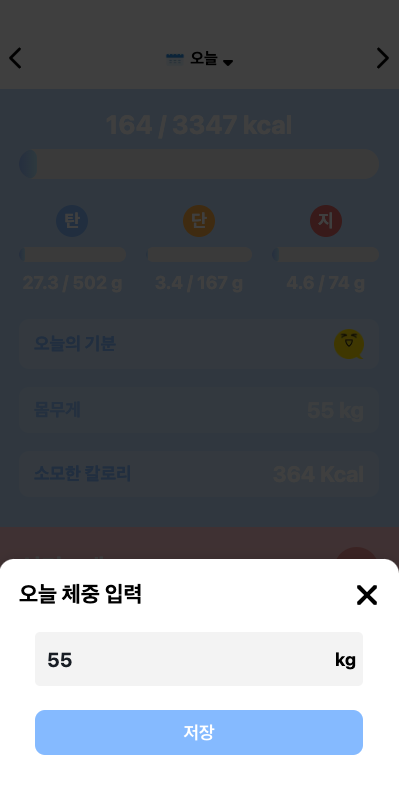 오늘
164 / 3347 kcal
탄 단 지
27.3 / 502 g 3.4 / 167 g 4.6 / 74 g
오늘의 기분
몸무게 55 kg
소모한 칼로리 364 Kcal
오늘 체중 입력
55 kg
저장